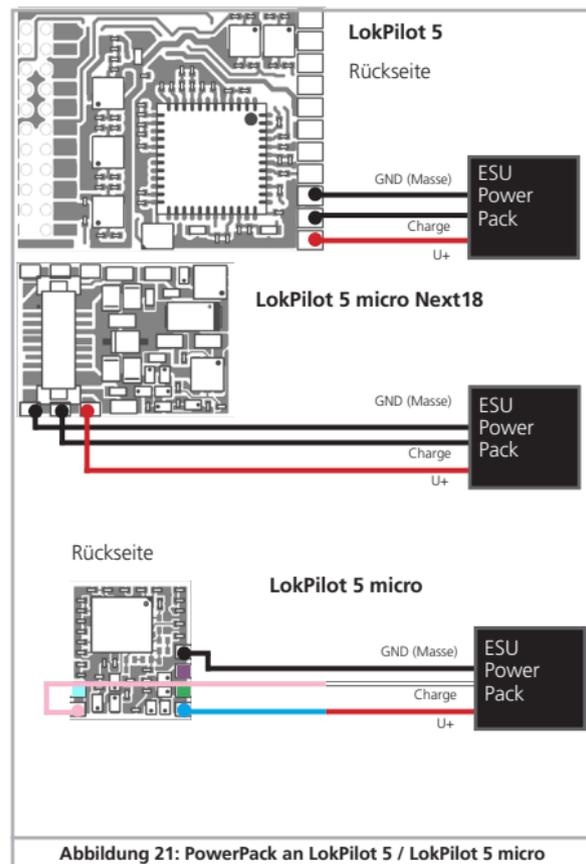 LokPilot 5
Rückseite
GND (Masse)
Charge
U+
ESU
Power
Pack
LokPilot 5 micro Next18
GND (Masse)
Charge
U+
ESU
Power
Pack
Rückseite
LokPilot 5 micro
GND (Masse)
Charge
U+
ESU
Power
Pack
Abbildung 21: PowerPack an LokPilot 5 / LokPilot 5 micro